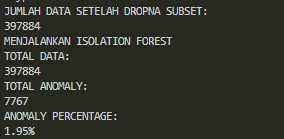 JUMLAH DATA SETELAH DROPNA SUBSET:
397884
MENJALANKAN ISOLATION FOREST
TOTAL DATA:
397884
TOTAL ANOMALY:
7767
ANOMALY PERCENTAGE:
1.95%